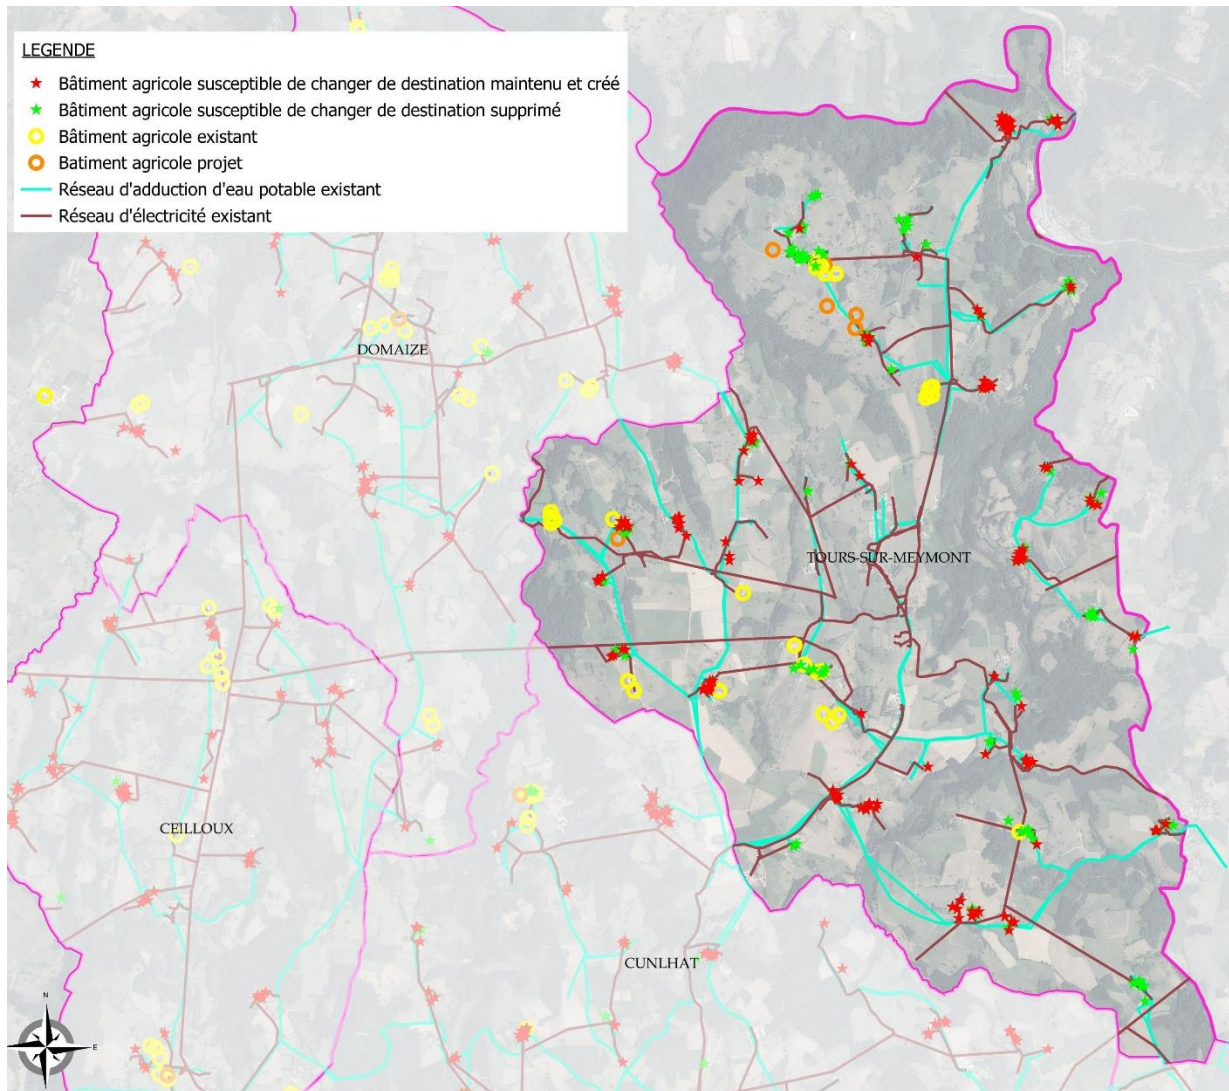 LEGENDE
Bâtiment agricole susceptible de changer de destination maintenu et créé
Bâtiment agricole susceptible de changer de destination supprimé
Bâtiment agricole existant
Batiment agricole projet
Réseau d'adduction d'eau potable existant
Réseau d'électricité existant
DOMAIZE
TOURS-SUR-MEYMONT
CEILLOUX
CUNLHAT
N
E